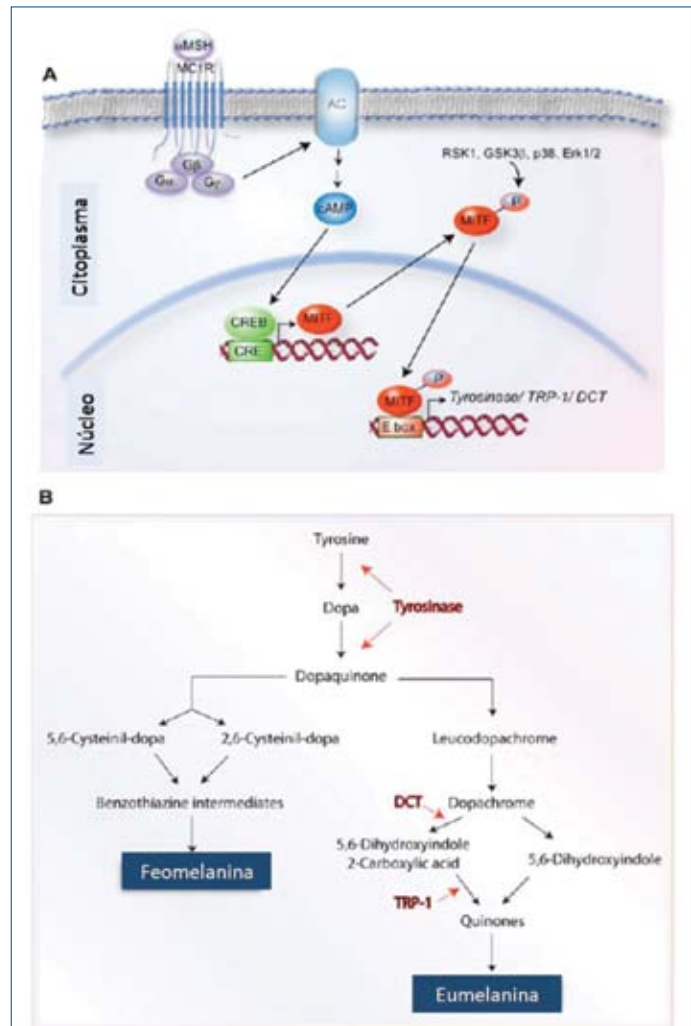 A
αMSH
MC1R
AC
Gβ
Gα
Gγ
RSK1, GSK3β, p38, Erk1/2
P
cAMP
MITF
Citoplasma
CREB
MITF
CRE
P
MITF
Tyrosinase/ TRP-1/ DCT
E box
Núcleo
B
Tyrosine
Dopa
Tyrosinase
Dopaquinone
5,6-Cysteinil-dopa
2,6-Cysteinil-dopa
Leucodopachrome
Benzothiazine intermediates
DCT
Dopachrome
5,6-Dihydroxyindole
2-Carboxylic acid
5,6-Dihydroxyindole
Feomelanina
TRP-1
Quinones
Eumelanina